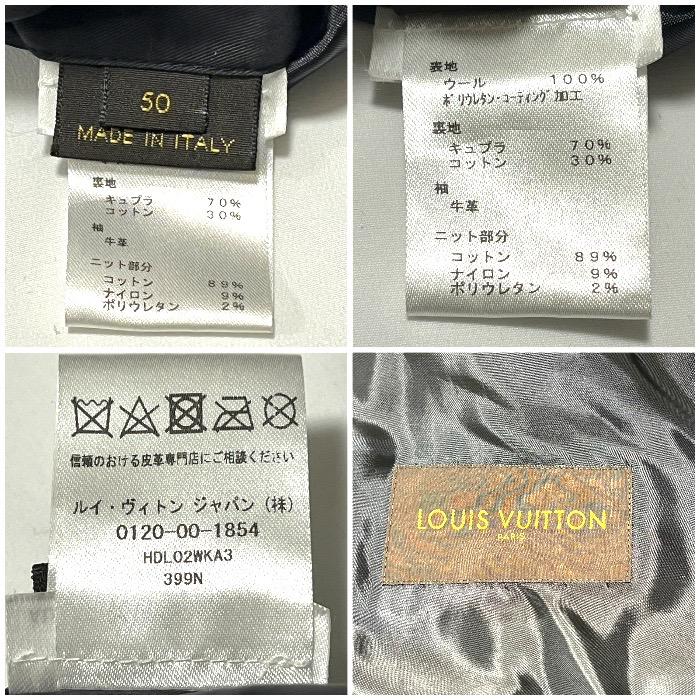 50
MADE IN ITALY
裏地
キュプラ 70%
コットン 30%
袖
牛革
ニット部分
コットン 89%
ナイロン 9%
ポリウレタン 2%
表地
ウール 100%
ポリウレタン・コーティング加工
裏地
キュプラ 70%
コットン 30%
袖
牛革
ニット部分
コットン 89%
ナイロン 9%
ポリウレタン 2%
信頼のおける皮革専門店にご相談ください
ルイ・ヴィトン ジャパン (株)
0120-00-1854
HDL02WKA3
399N
LOUIS VUITTON
PARIS